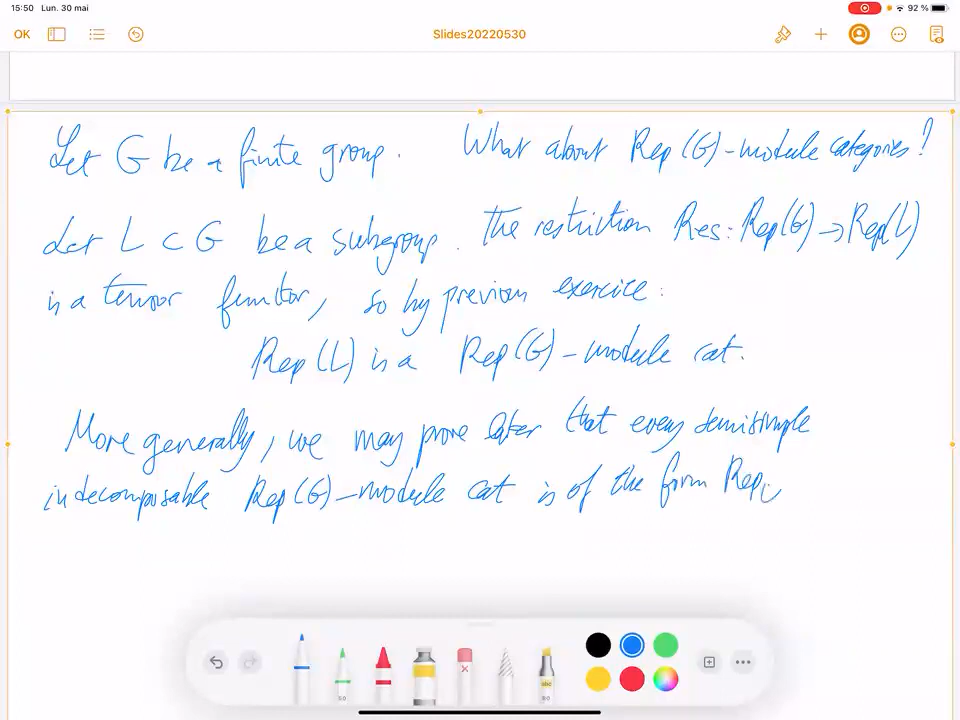 15:50 Lun. 30 mai
92 %
OK
Slides20220530
Let G be a finite group. What about Rep(G)-module categories?
Let L ⊂ G be a subgroup. The restriction Res: Rep(G) → Rep(L)
is a tensor functor, so by previous exercise:
Rep(L) is a Rep(G)-module cat.
More generally, we may prove later that every semisimple
indecomposable Rep(G)-module cat is of the form Rep